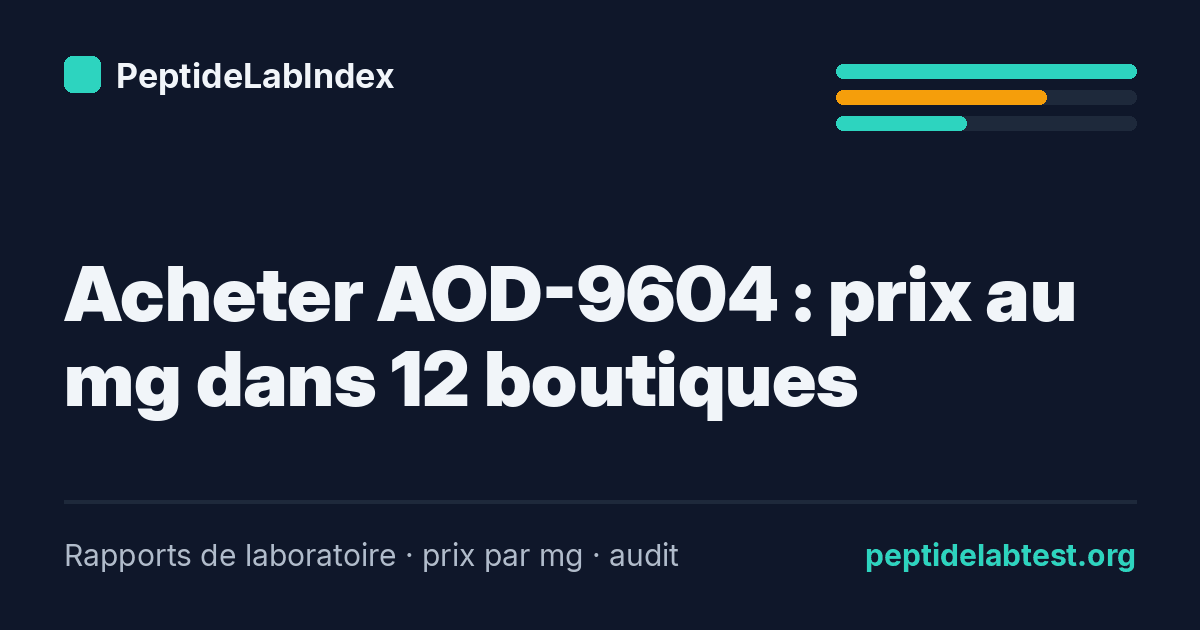 PeptideLabIndex
Acheter AOD-9604 : prix au
mg dans 12 boutiques
Rapports de laboratoire · prix par mg · audit
peptidelabtest.org